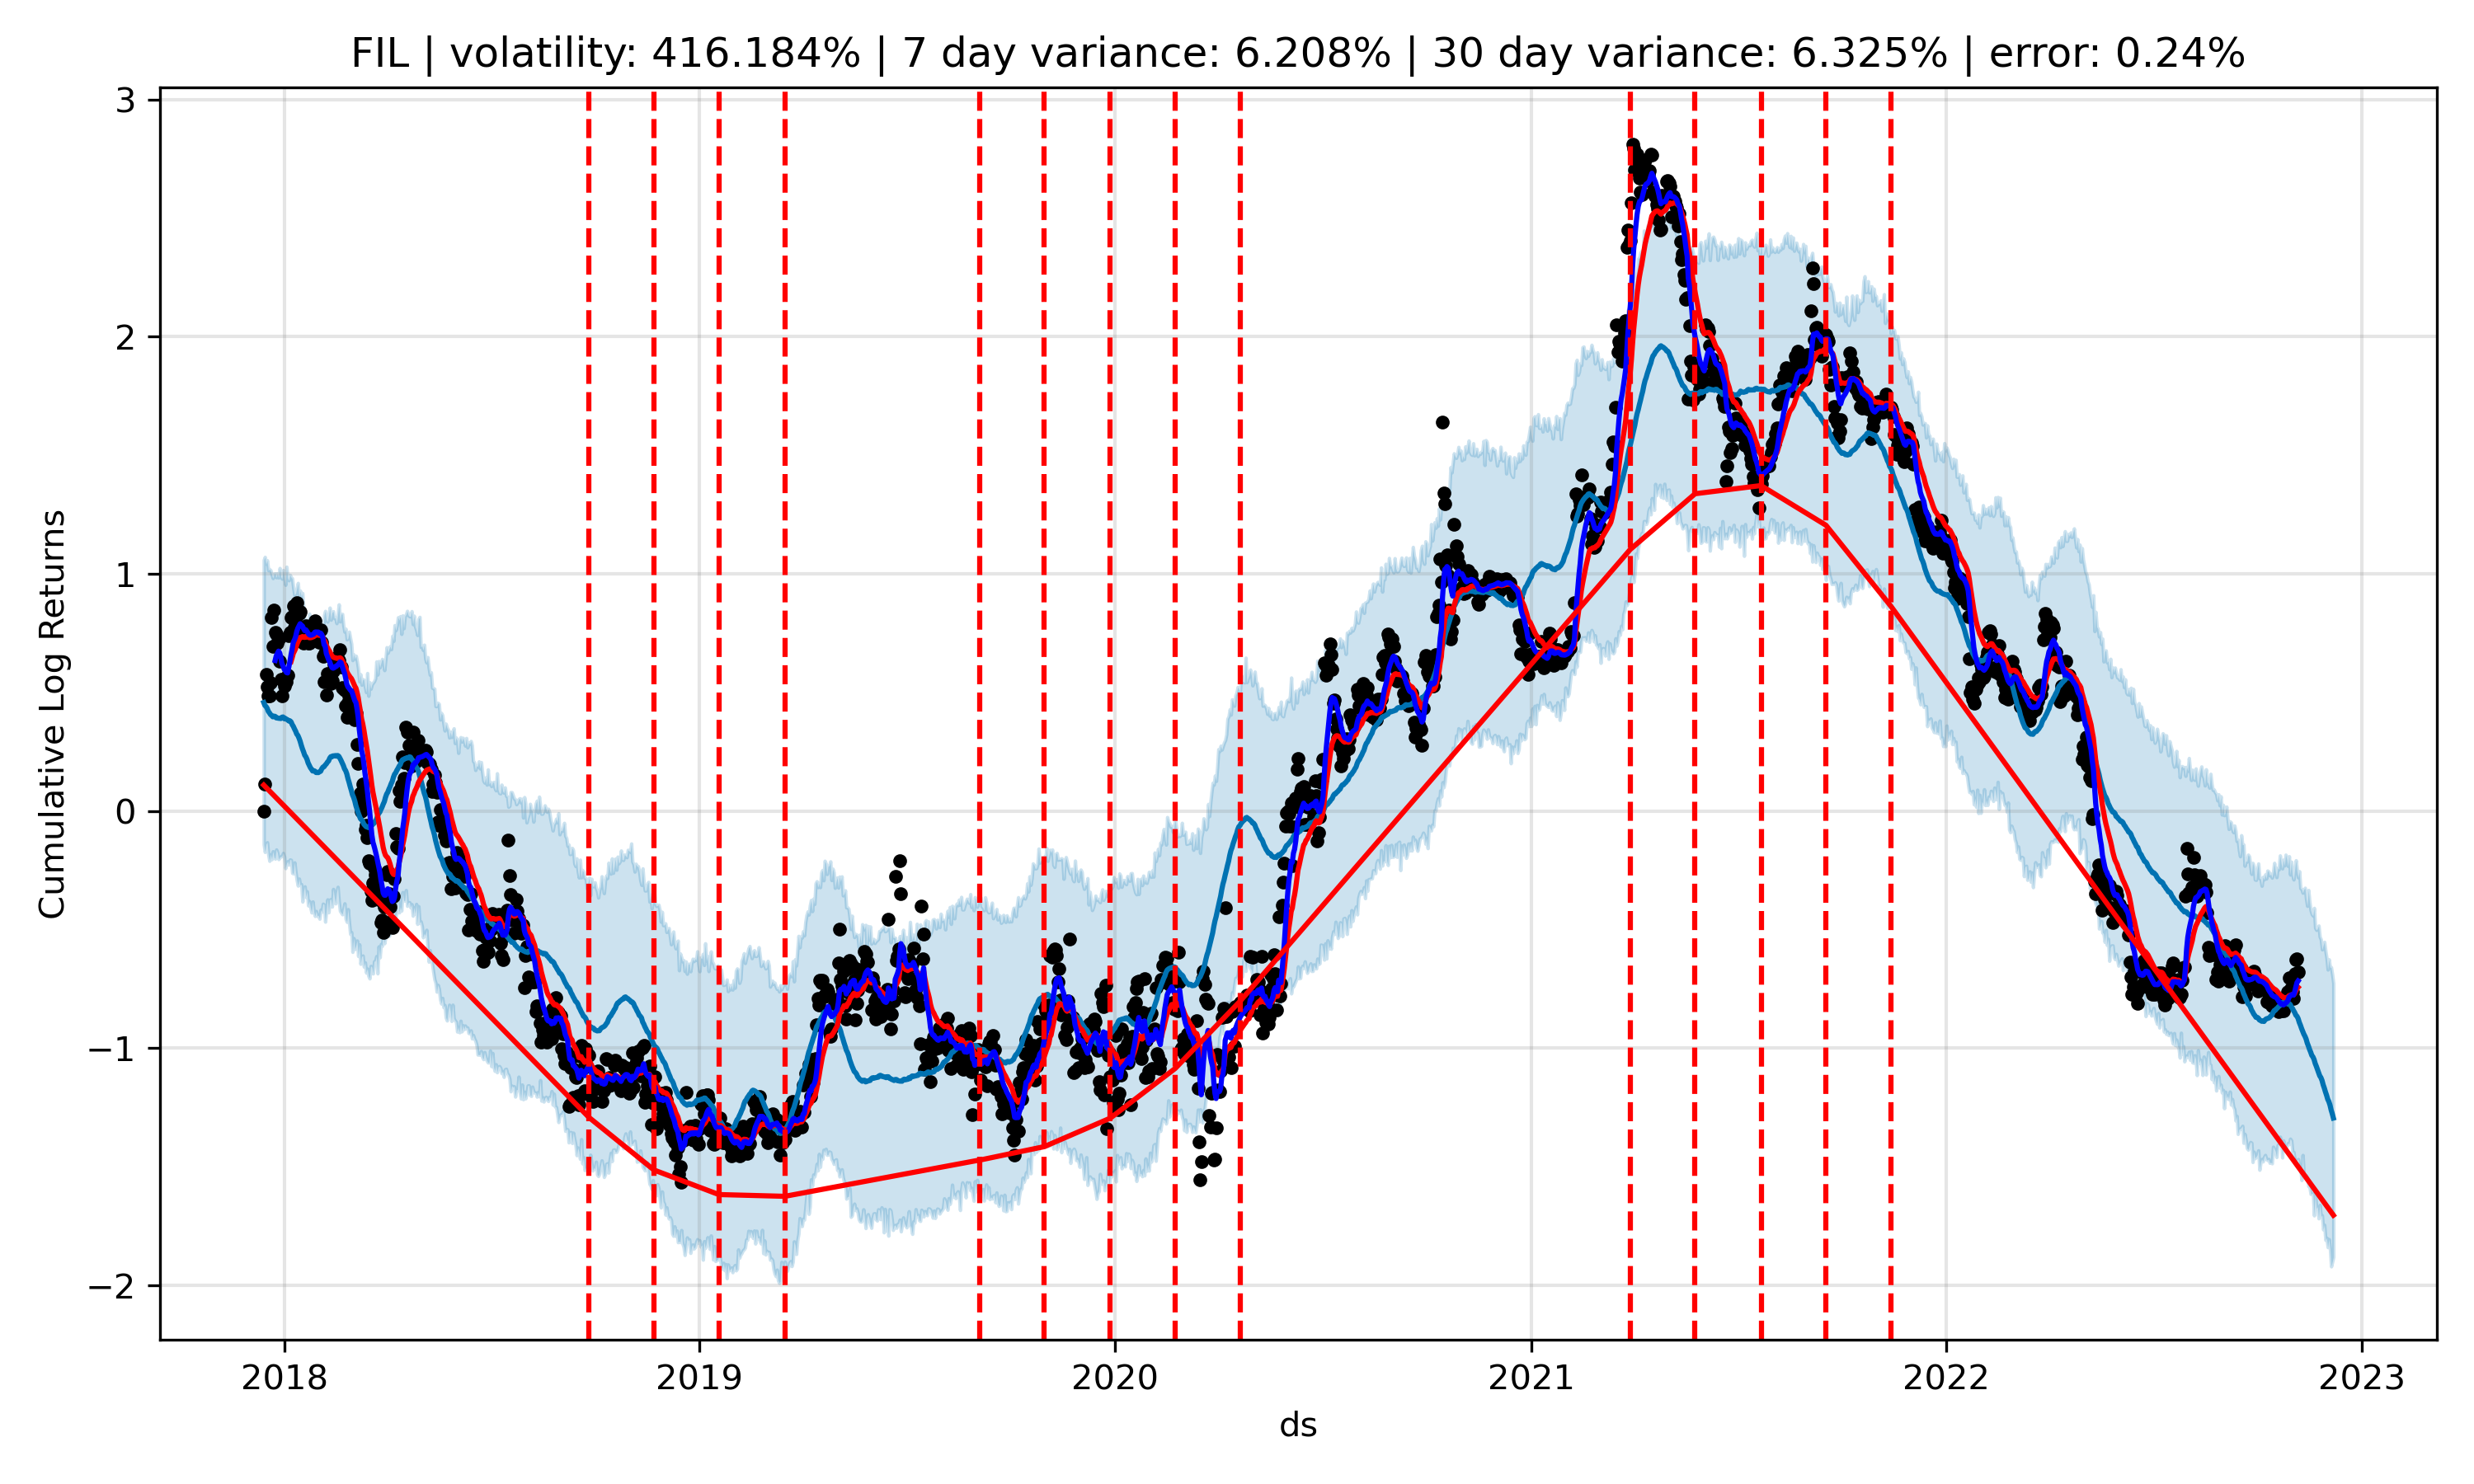 FIL | volatility: 416.184% | 7 day variance: 6.208% | 30 day variance: 6.325% | error: 0.24%
3
2
1
0
−1
−2
Cumulative Log Returns
2018 2019 2020 2021 2022 2023
ds